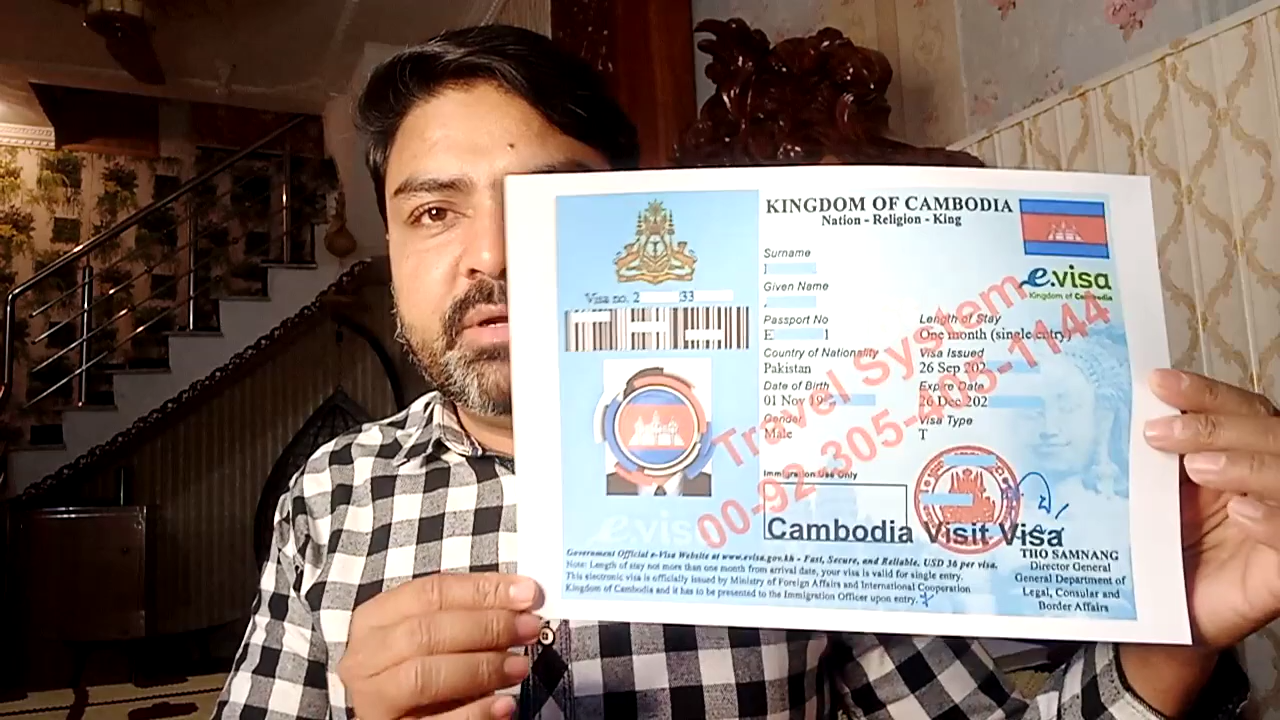 KINGDOM OF CAMBODIA
Nation - Religion - King
Visa no. 2 33
Surname
Given Name
Passport No
E 1
Country of Nationality
Pakistan
Date of Birth
01 Nov 19
Gender
Male
e.visa
Kingdom of Cambodia
Length of Stay
One month (single entry)
Visa Issued
26 Sep 202
Expire Date
26 Dec 202
Visa Type
T
Immigration Use Only
Travel System
00-92-305-405-1144
e.vis
Cambodia Visit Visa
THO SAMNANG
Director General
General Department of
Legal, Consular and
Border Affairs
Government Official e-Visa Website at www.evisa.gov.kh - Fast, Secure, and Reliable. USD 36 per visa.
Note: Length of stay not more than one month from arrival date, your visa is valid for single entry.
This electronic visa is officially issued by Ministry of Foreign Affairs and International Cooperation
Kingdom of Cambodia and it has to be presented to the Immigration Officer upon entry.